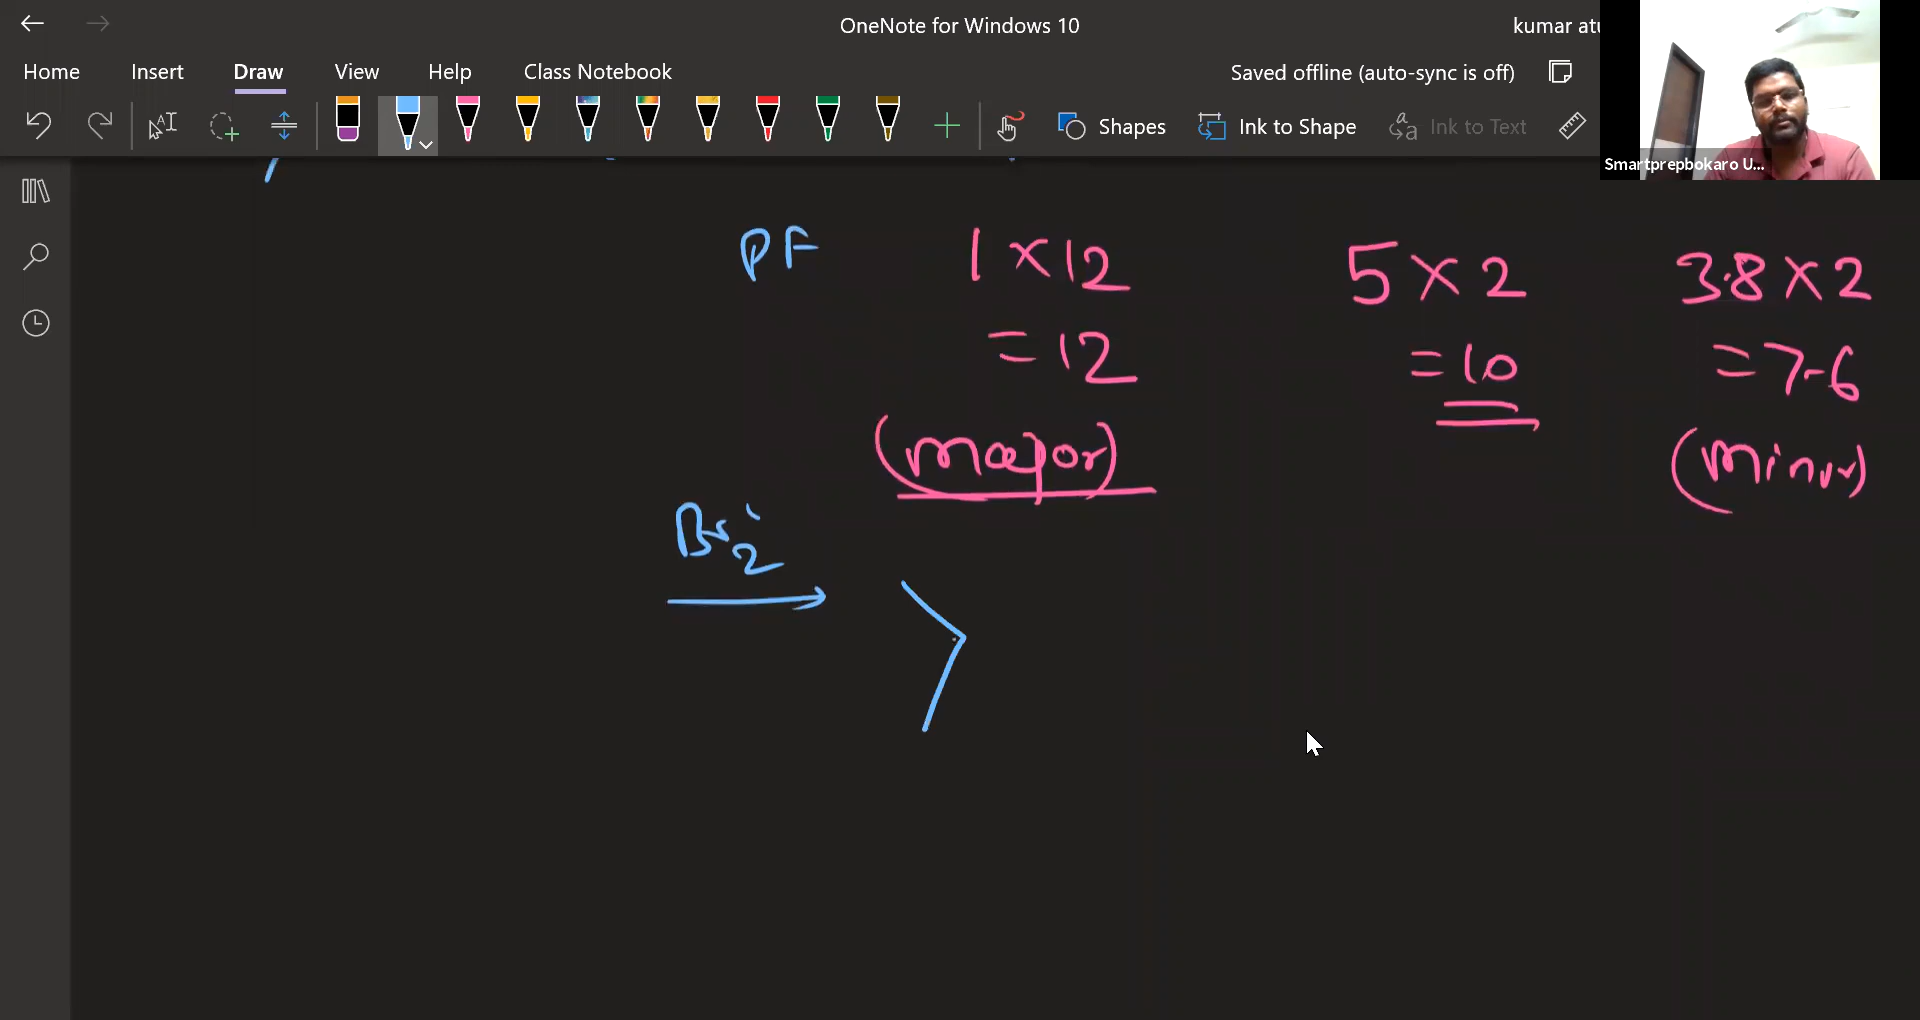 OneNote for Windows 10
kumar atu
Home Insert Draw View Help Class Notebook
Saved offline (auto-sync is off)
Shapes Ink to Shape Ink to Text
Smartprepbokaro U...
PF 1 × 12 5 × 2 3.8 × 2
= 12 = 10 = 7.6
(major) (minor)
Br2